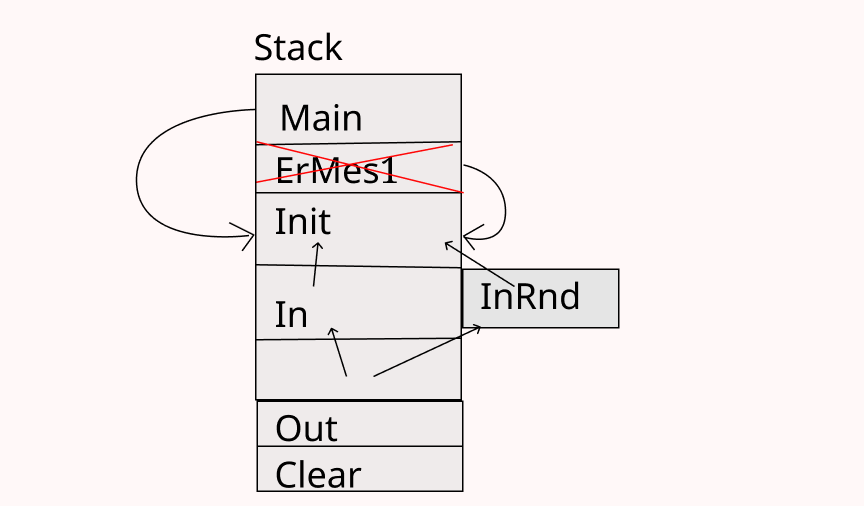 Stack
Main
ErMes1
Init
InRnd
In
Out
Clear